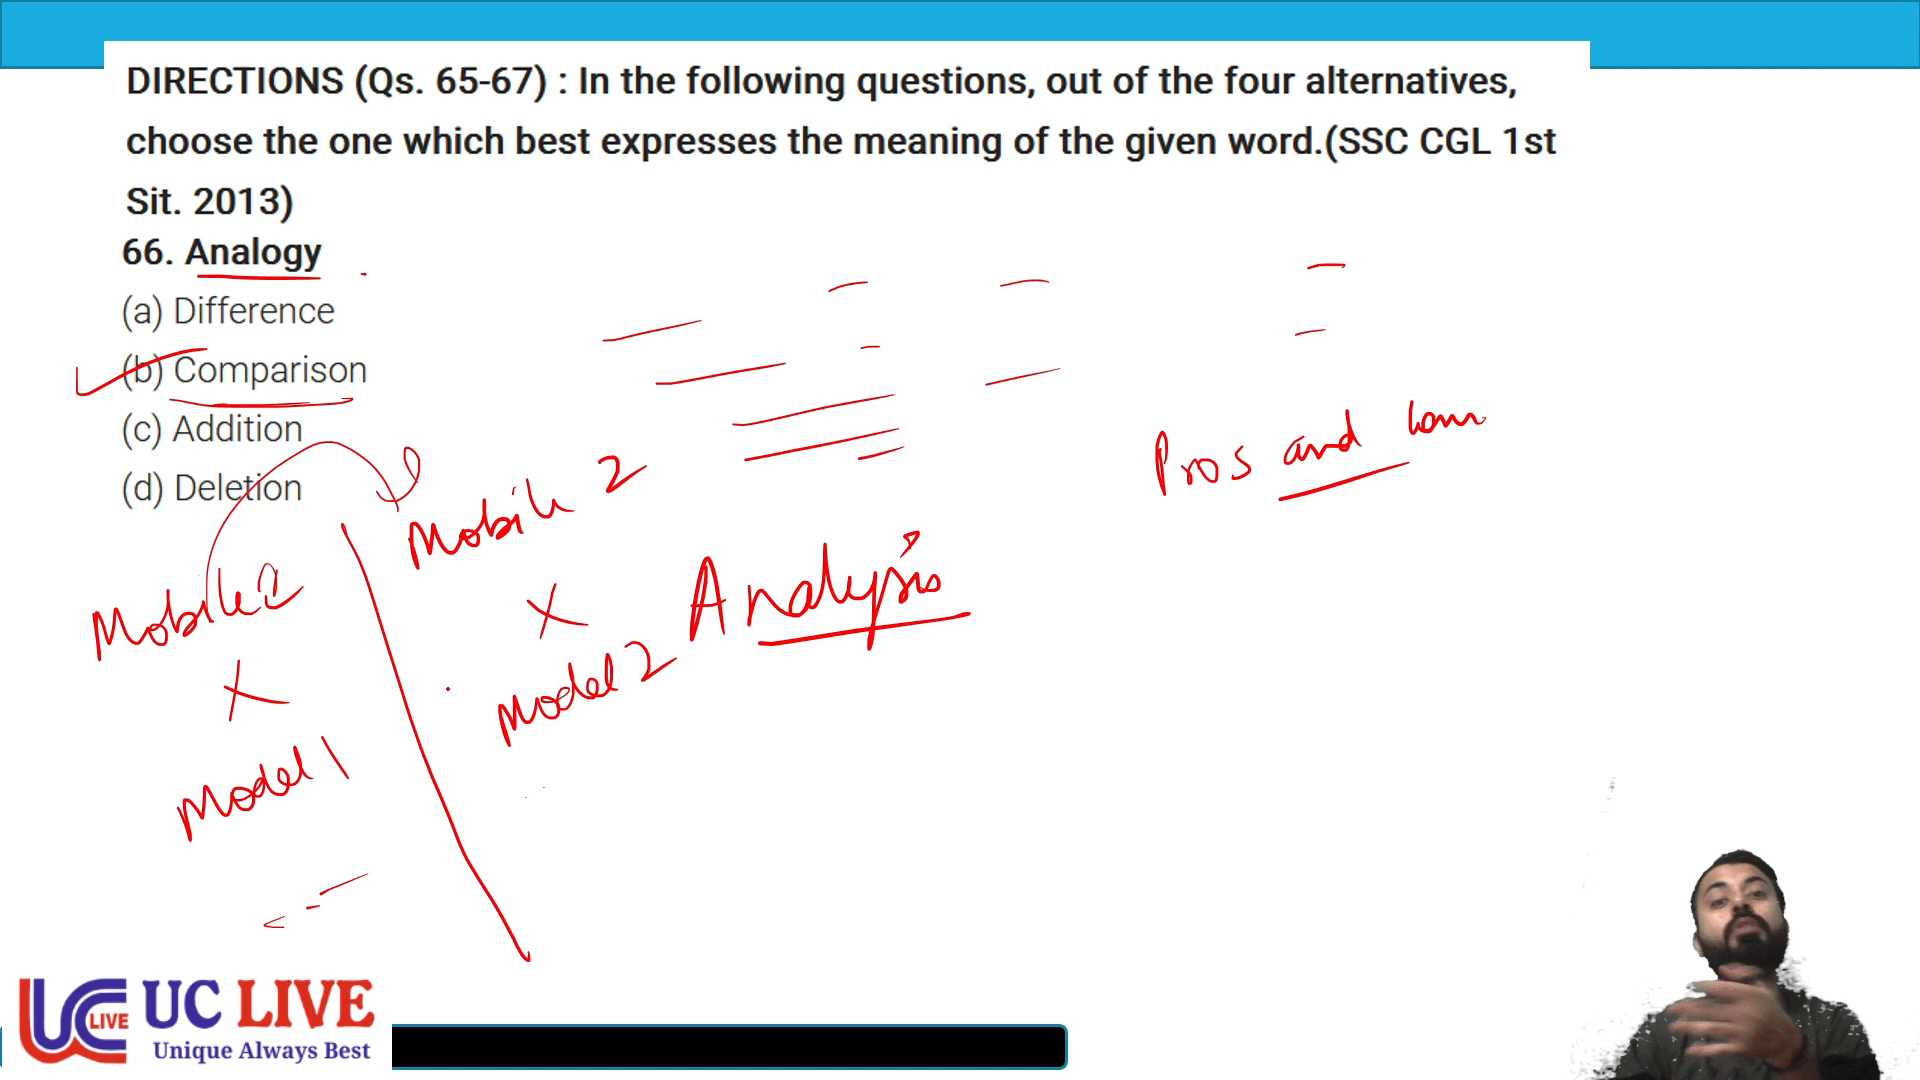 DIRECTIONS (Qs. 65-67) : In the following questions, out of the four alternatives,
choose the one which best expresses the meaning of the given word.(SSC CGL 1st
Sit. 2013)
66. Analogy
(a) Difference
(b) Comparison
(c) Addition
(d) Deletion
Pros and
Mobile 2
Analysis
Mobile
X
X
Model 2
Model 1
UC LIVE
LIVE
Unique Always Best